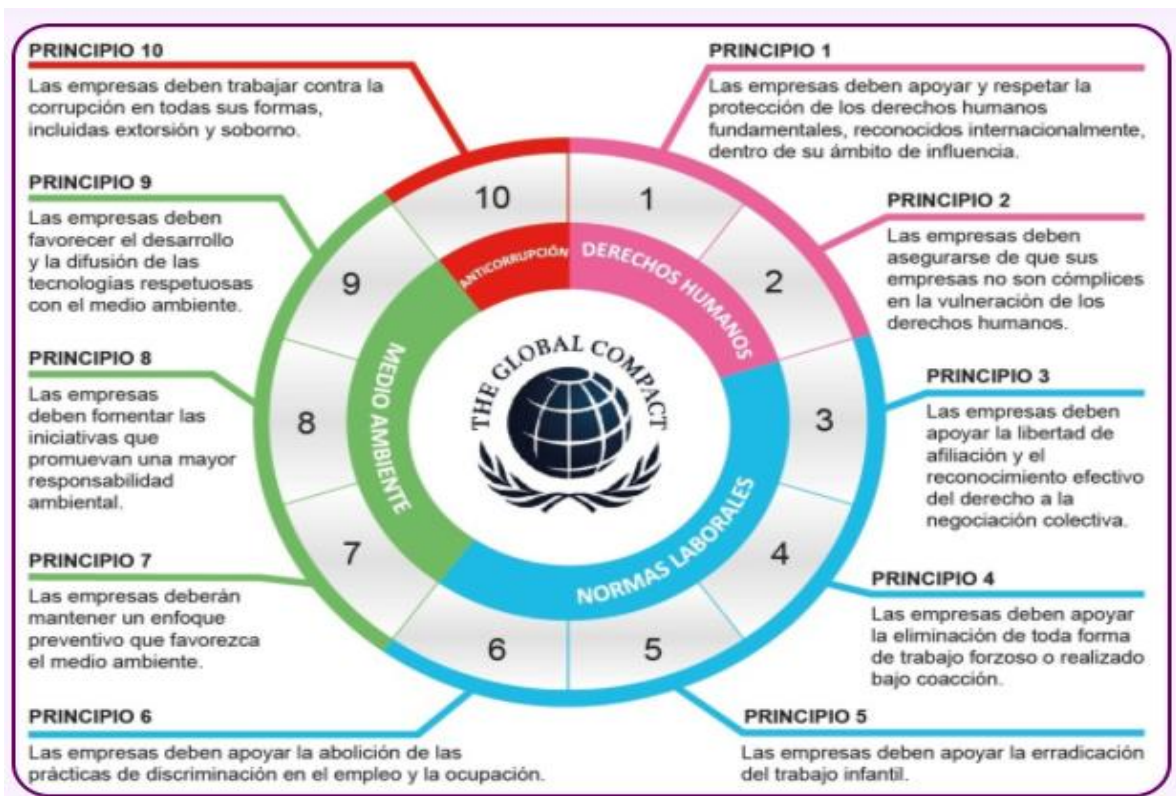 PRINCIPIO 10
Las empresas deben trabajar contra la
corrupción en todas sus formas,
incluidas extorsión y soborno.
PRINCIPIO 1
Las empresas deben apoyar y respetar la
protección de los derechos humanos
fundamentales, reconocidos internacionalmente,
dentro de su ámbito de influencia.
PRINCIPIO 9
Las empresas deben
favorecer el desarrollo
y la difusión de las
tecnologías respetuosas
con el medio ambiente.
PRINCIPIO 2
Las empresas deben
asegurarse de que sus
empresas no son cómplices
en la vulneración de los
derechos humanos.
PRINCIPIO 8
Las empresas
deben fomentar las
iniciativas que
promuevan una mayor
responsabilidad
ambiental.
PRINCIPIO 3
Las empresas deben
apoyar la libertad de
afiliación y el
reconocimiento efectivo
del derecho a la
negociación colectiva.
PRINCIPIO 7
Las empresas deberán
mantener un enfoque
preventivo que favorezca
el medio ambiente.
PRINCIPIO 4
Las empresas deben apoyar
la eliminación de toda forma
de trabajo forzoso o realizado
bajo coacción.
PRINCIPIO 6
Las empresas deben apoyar la abolición de las
prácticas de discriminación en el empleo y la ocupación.
PRINCIPIO 5
Las empresas deben apoyar la erradicación
del trabajo infantil.
10
1
2
3
4
5
6
7
8
9
ANTICORRUPCIÓN
DERECHOS HUMANOS
NORMAS LABORALES
MEDIO AMBIENTE
THE GLOBAL COMPACT